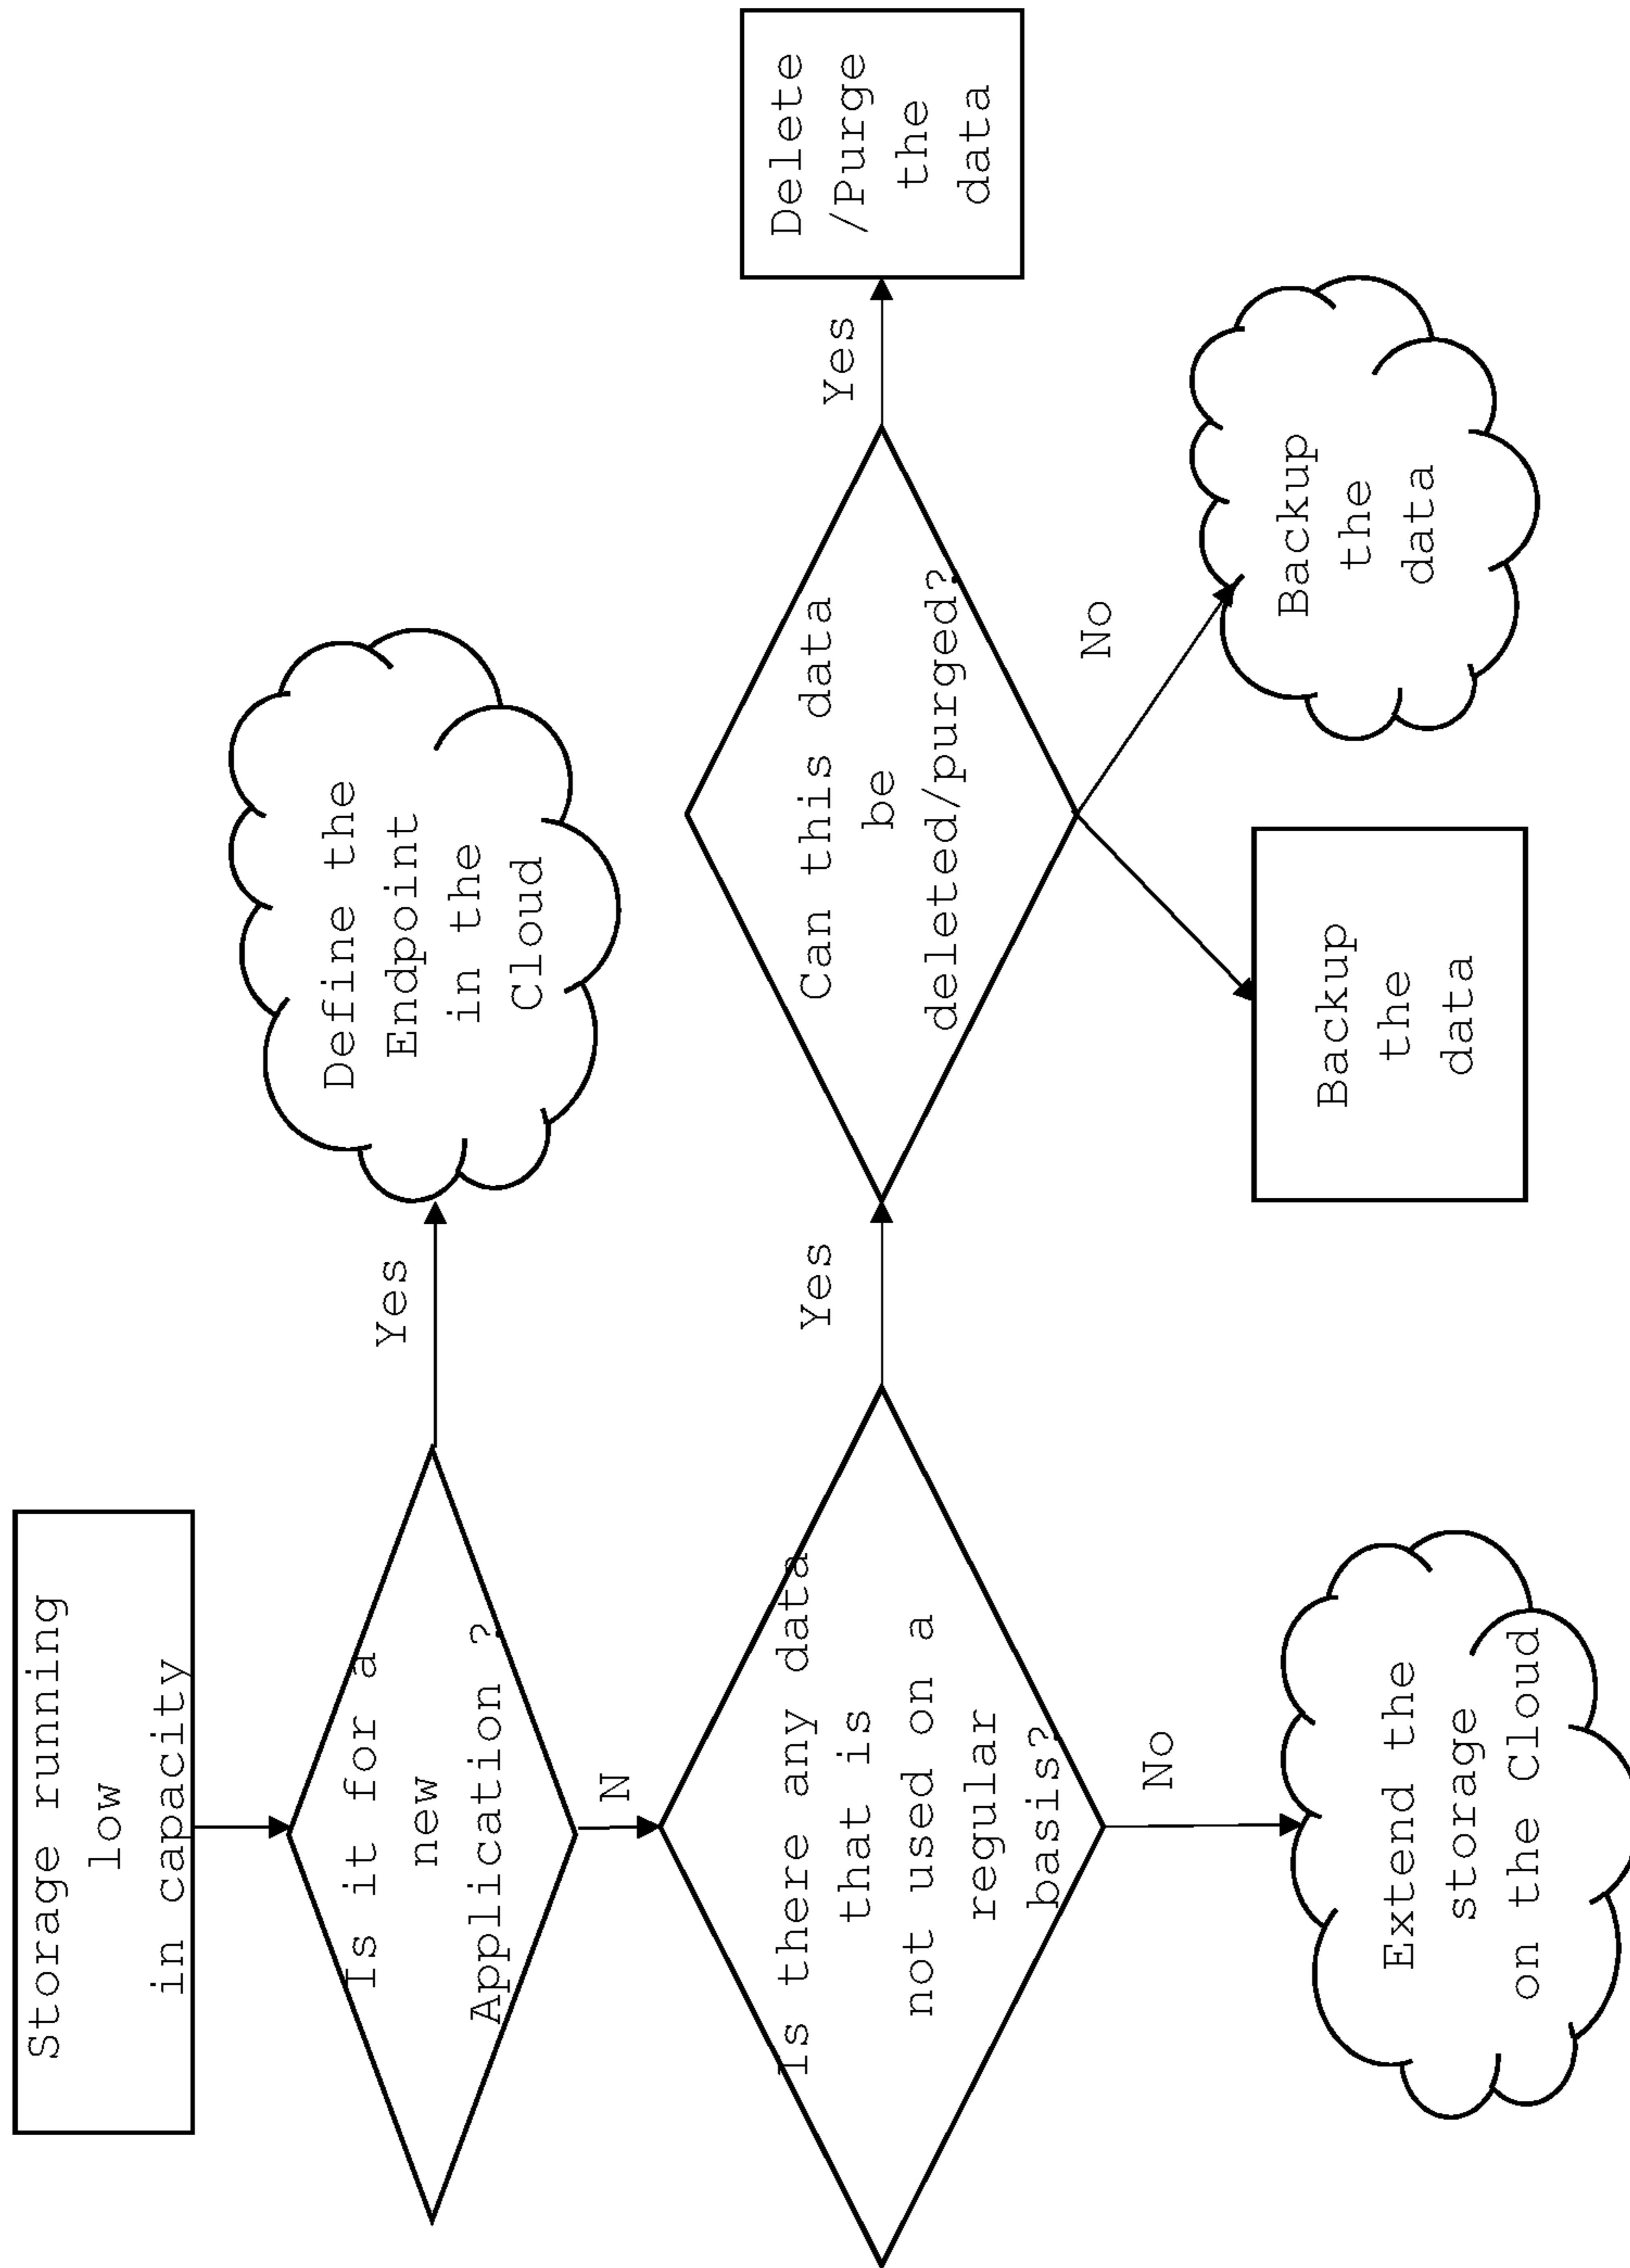 Storage running
low
in capacity
Is it for a
new
Application ?
Yes
Define the
Endpoint
in the
Cloud
N
Is there any data
that is
not used on a
regular
basis?
Yes
Can this data
be
deleted/purged?
Yes
Delete
/Purge
the
data
No
Extend the
storage
on the Cloud
No
Backup
the
data
Backup
the
data